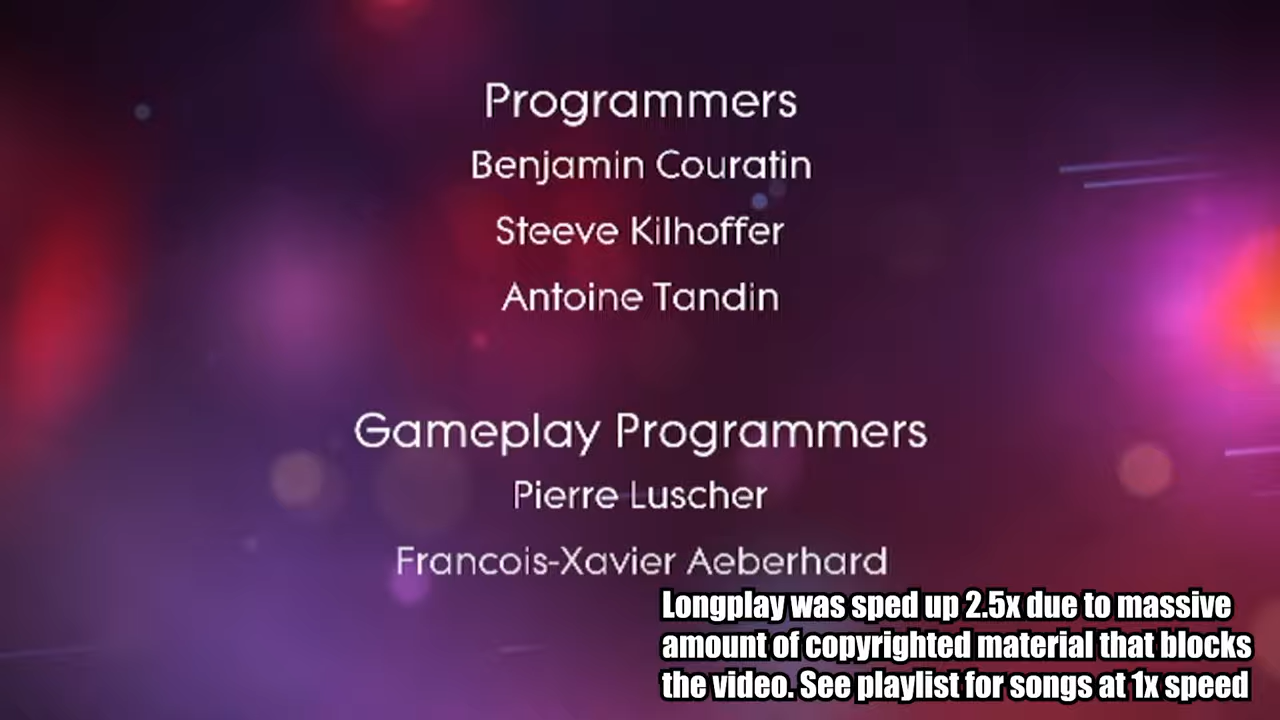 Programmers
Benjamin Couratin
Steeve Kilhoffer
Antoine Tandin
Gameplay Programmers
Pierre Luscher
Francois-Xavier Aeberhard
Longplay was sped up 2.5x due to massive
amount of copyrighted material that blocks
the video. See playlist for songs at 1x speed